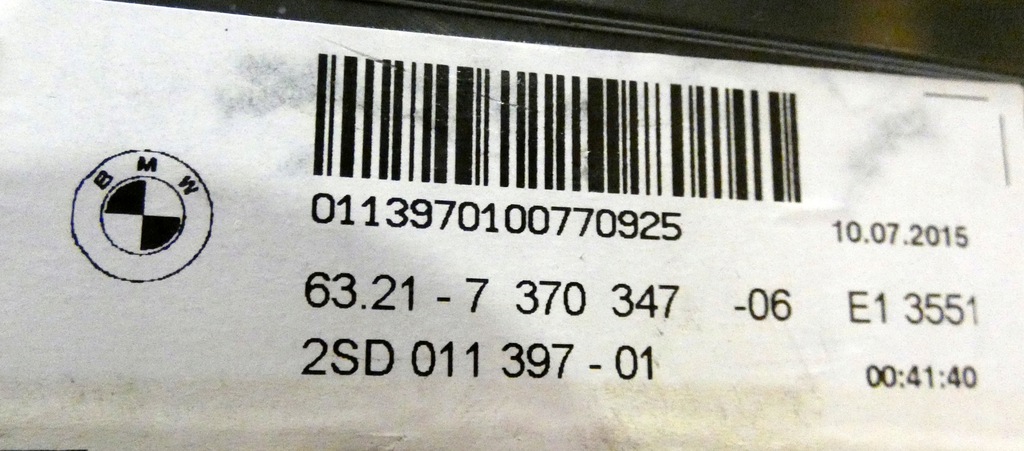 BMW
0113970100770925
10.07.2015
63.21 - 7 370 347 -06 E1 3551
2SD 011 397 - 01
00:41:40